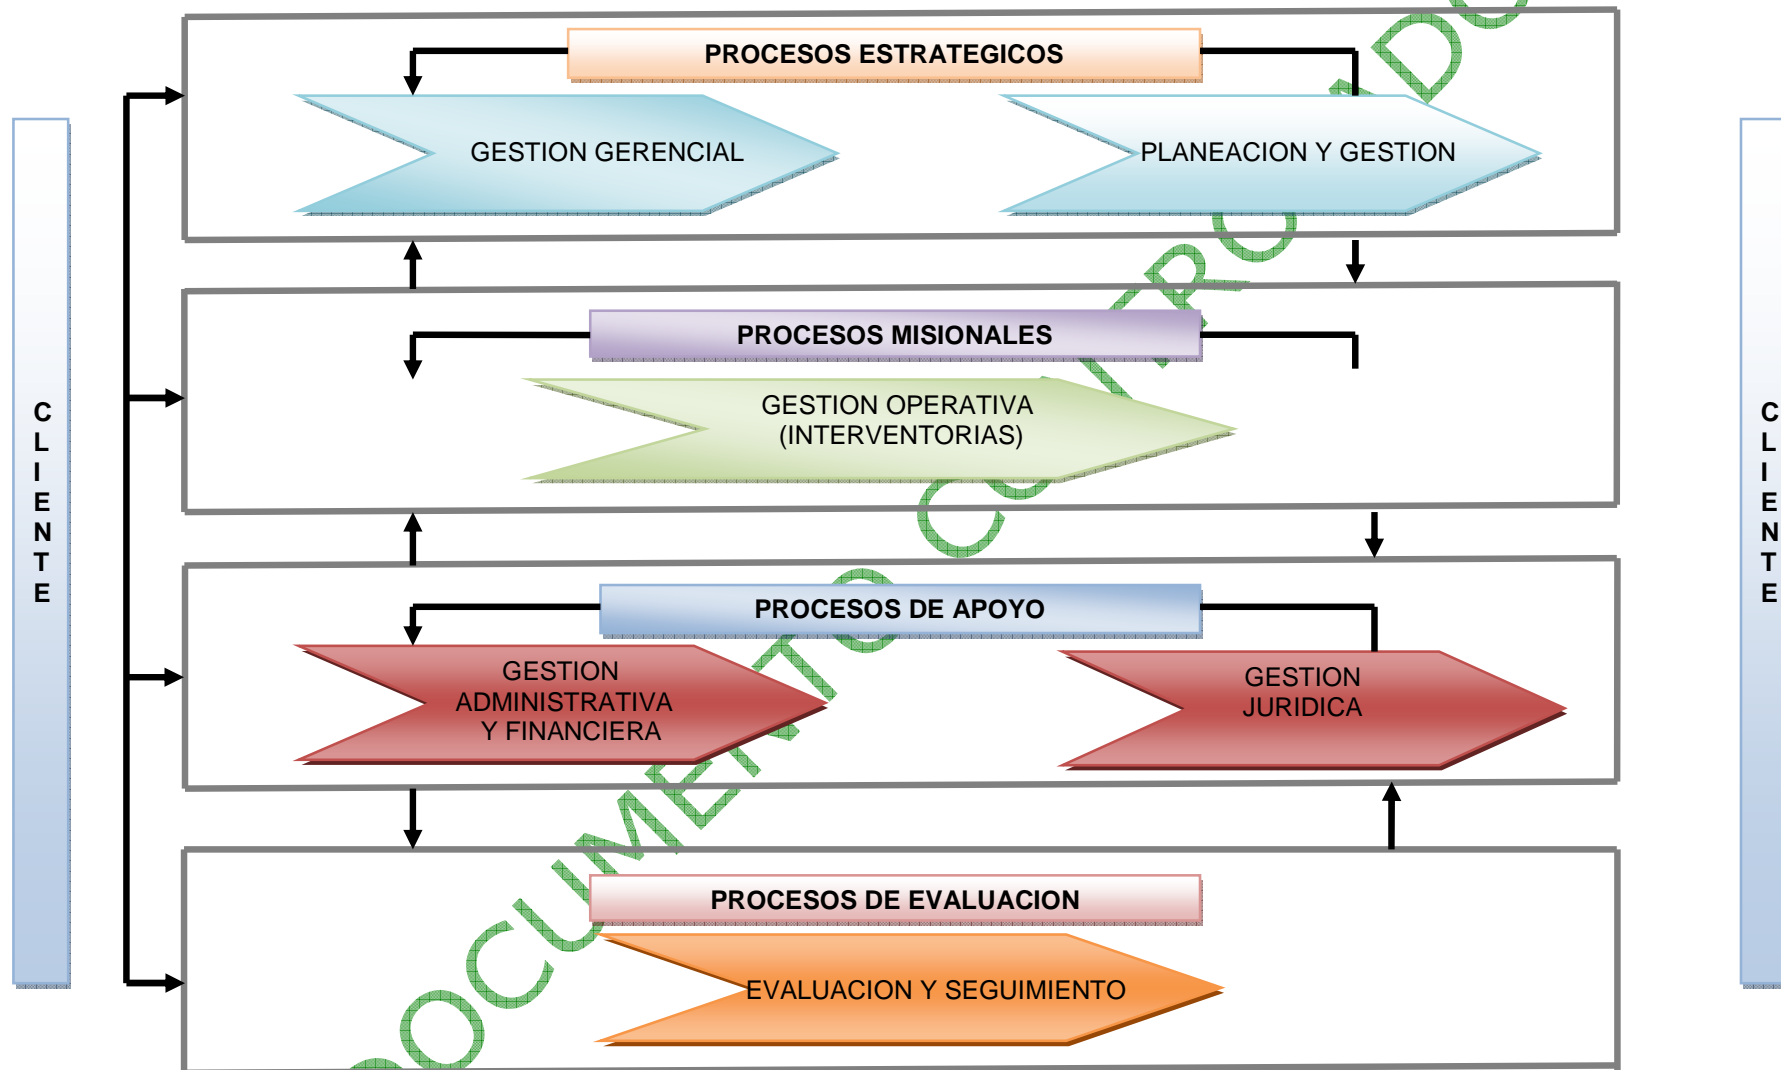 PROCESOS ESTRATEGICOS
GESTION GERENCIAL
PLANEACION Y GESTION
PROCESOS MISIONALES
GESTION OPERATIVA
(INTERVENTORIAS)
C
L
I
E
N
T
E
C
L
I
E
N
T
E
PROCESOS DE APOYO
GESTION
ADMINISTRATIVA
Y FINANCIERA
GESTION
JURIDICA
PROCESOS DE EVALUACION
EVALUACION Y SEGUIMIENTO
DOCUMENTO